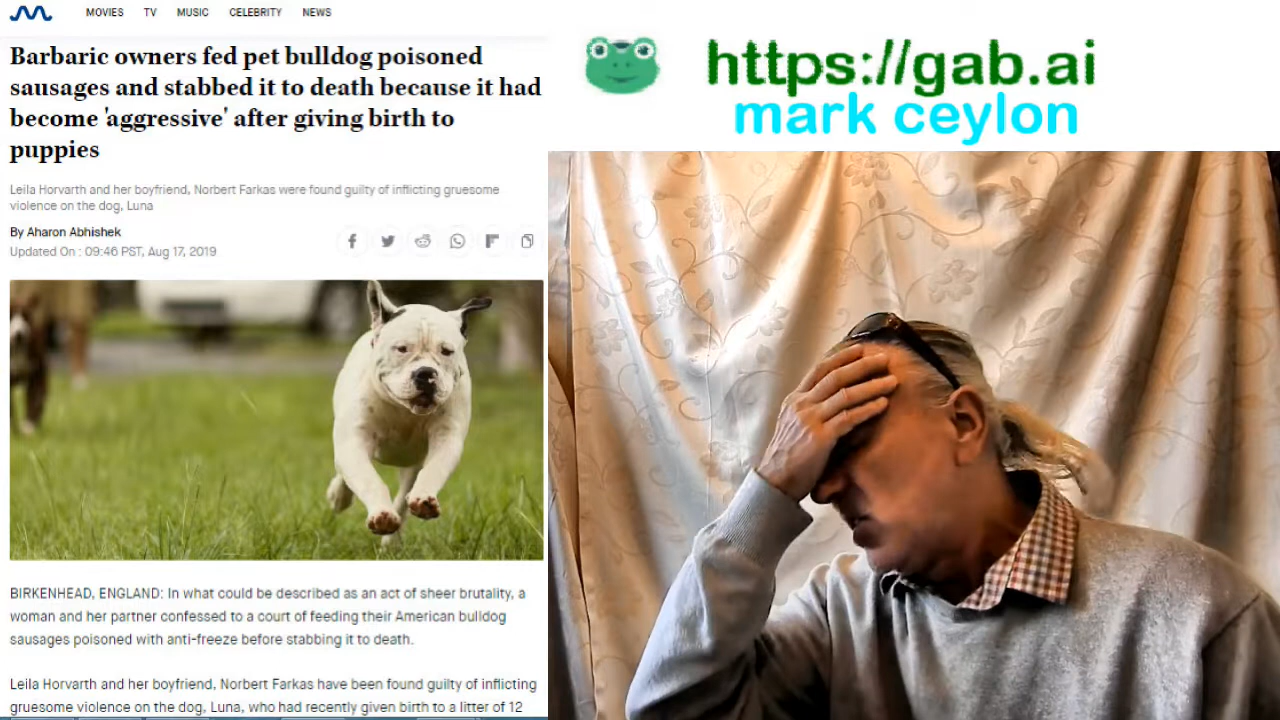 MOVIES TV MUSIC CELEBRITY NEWS
Barbaric owners fed pet bulldog poisoned
sausages and stabbed it to death because it had
become 'aggressive' after giving birth to
puppies
Leila Horvarth and her boyfriend, Norbert Farkas were found guilty of inflicting gruesome
violence on the dog, Luna
By Aharon Abhishek
Updated On : 09:46 PST, Aug 17, 2019
BIRKENHEAD, ENGLAND: In what could be described as an act of sheer brutality, a
woman and her partner confessed to a court of feeding their American bulldog
sausages poisoned with anti-freeze before stabbing it to death.
Leila Horvarth and her boyfriend, Norbert Farkas have been found guilty of inflicting
gruesome violence on the dog, Luna, who had recently given birth to a litter of 12
https://gab.ai
mark ceylon